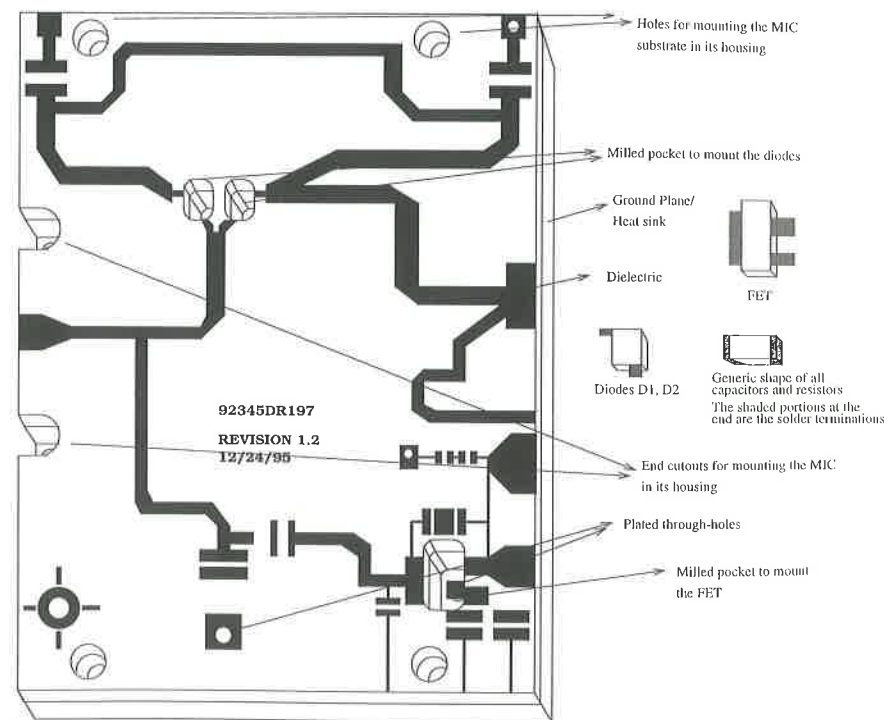 Holes for mounting the MIC
substrate in its housing
Milled pocket to mount the diodes
Ground Plane/
Heat sink
FET
Dielectric
Diodes D1, D2
Generic shape of all
capacitors and resistors
The shaded portions at the
end are the solder terminations
92345DR197
REVISION 1.2
12/24/95
End cutouts for mounting the MIC
in its housing
Plated through-holes
Milled pocket to mount
the FET